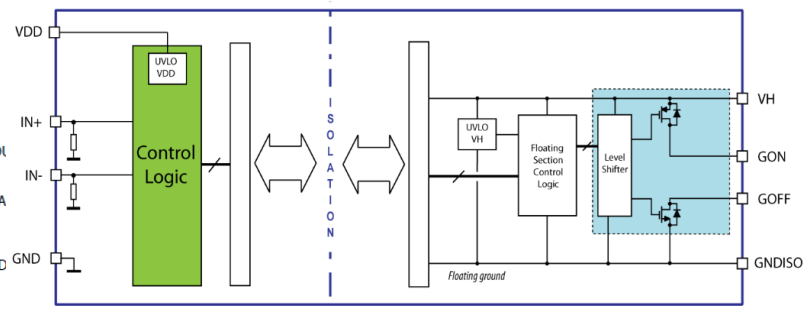 VDD
UVLO
VDD
IN+
IN-
GND
Control
Logic
ISOLATION
UVLO
VH
Floating
Section
Control
Logic
Level
Shifter
VH
GON
GOFF
GNDISO
Floating ground
A
D